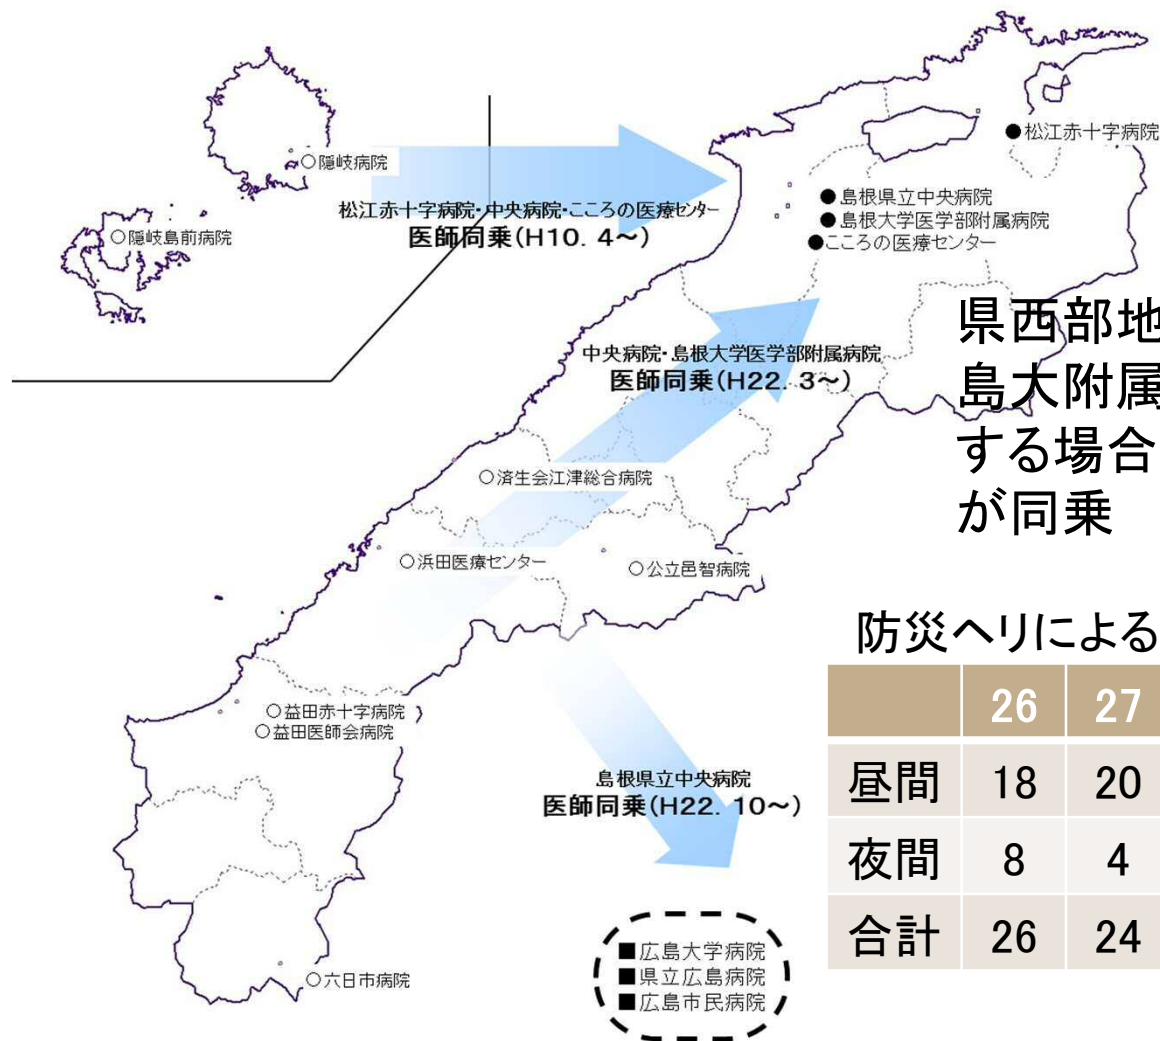 ○隠岐病院
○隠岐島前病院
松江赤十字病院・中央病院・こころの医療センター
医師同乗(H10. 4～)
●松江赤十字病院
●島根県立中央病院
●島根大学医学部附属病院
●こころの医療センター
中央病院・島根大学医学部附属病院
医師同乗(H22. 3～)
県西部地
島大附属
する場合
が同乗
○済生会江津総合病院
○浜田医療センター
○公立邑智病院
○益田赤十字病院
○益田医師会病院
島根県立中央病院
医師同乗(H22. 10～)
○六日市病院
■広島大学病院
■県立広島病院
■広島市民病院
防災ヘリによる
26 27
昼間 18 20
夜間 8 4
合計 26 24